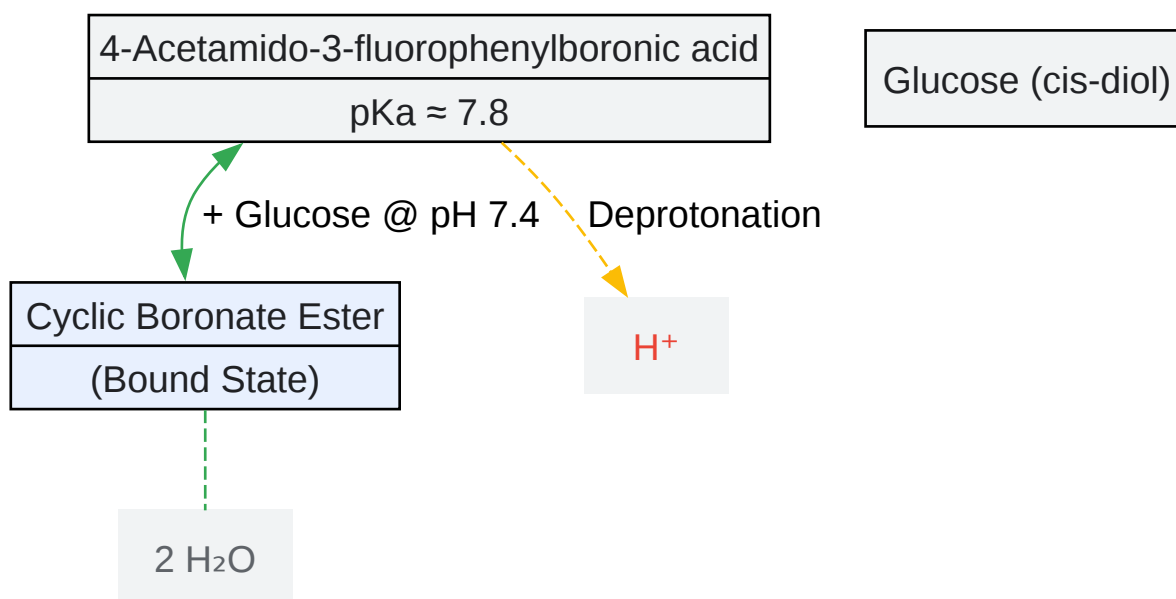 4-Acetamido-3-fluorophenylboronic acid
pKa ≈ 7.8
Glucose (cis-diol)
+ Glucose @ pH 7.4
Deprotonation
Cyclic Boronate Ester
(Bound State)
H⁺
2 H₂O